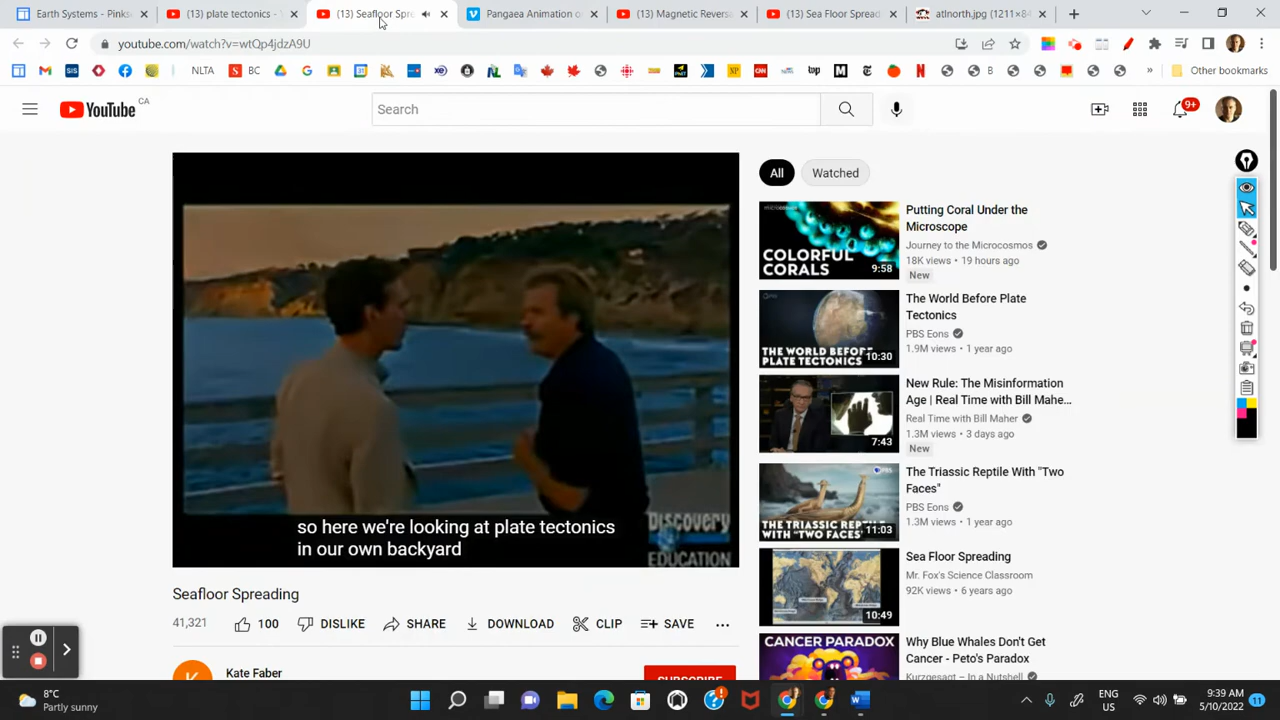 Earth Systems - Pinks
(13) plate tectonics -
(13) Seafloor Spre
Pangaea Animation o
(13) Magnetic Revers
(13) Sea Floor Spread
atlnorth.jpg (1211×84
youtube.com/watch?v=wtQp4jdzA9U
NLTA
BC
B
Other bookmarks
YouTube CA
Search
9+
All
Watched
so here we're looking at plate tectonics
in our own backyard
Discovery
EDUCATION
COLORFUL
CORALS
9:58
Putting Coral Under the
Microscope
Journey to the Microcosmos
18K views • 19 hours ago
New
THE WORLD BEFORE
PLATE TECTONICS
10:30
The World Before Plate
Tectonics
PBS Eons
1.9M views • 1 year ago
7:43
New Rule: The Misinformation
Age | Real Time with Bill Mahe...
Real Time with Bill Maher
1.3M views • 3 days ago
New
THE TRIASSIC REPTILE
WITH "TWO FACES"
11:03
The Triassic Reptile With "Two
Faces"
PBS Eons
1.3M views • 1 year ago
10:49
Sea Floor Spreading
Mr. Fox's Science Classroom
92K views • 6 years ago
CANCER PARADOX
Why Blue Whales Don't Get
Cancer - Peto's Paradox
Kurzgesagt – In a Nutshell
Seafloor Spreading
41,321
100
DISLIKE
SHARE
DOWNLOAD
CLIP
SAVE
Kate Faber
SUBSCRIBE
8°C
Partly sunny
ENG
US
9:39 AM
5/10/2022
11